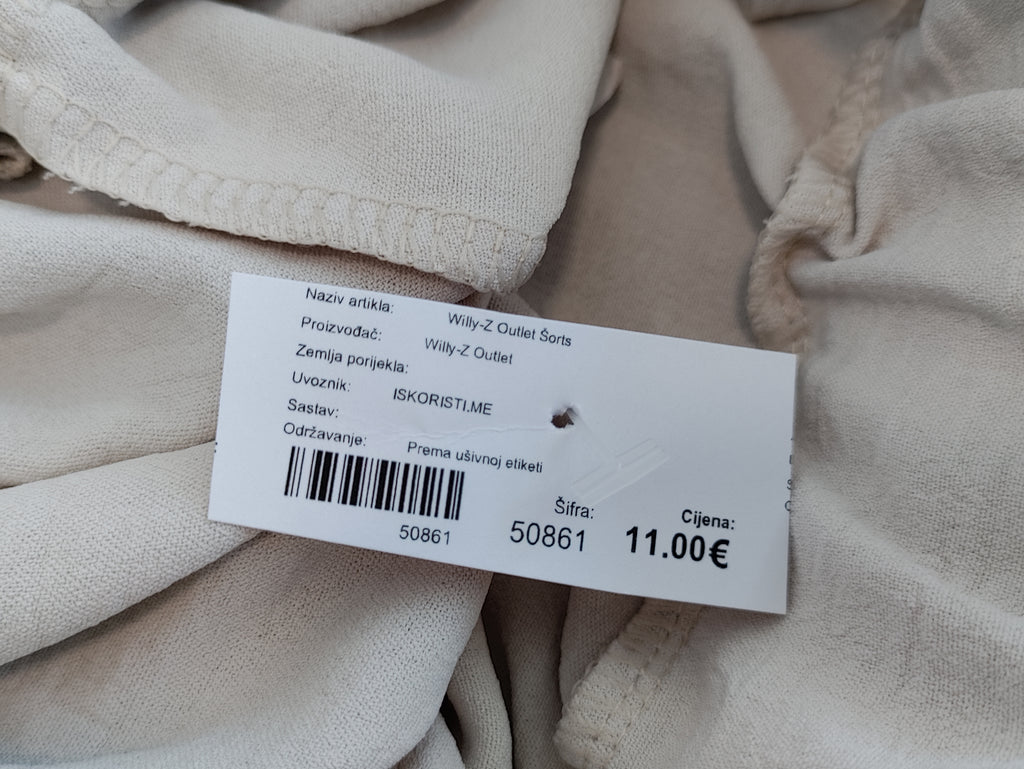 Naziv artikla: Willy-Z Outlet Šorts
Proizvođač: Willy-Z Outlet
Zemlja porijekla:
Uvoznik: ISKORISTI.ME
Sastav:
Održavanje: Prema ušivnoj etiketi
50861
Šifra:
50861
Cijena:
11.00€